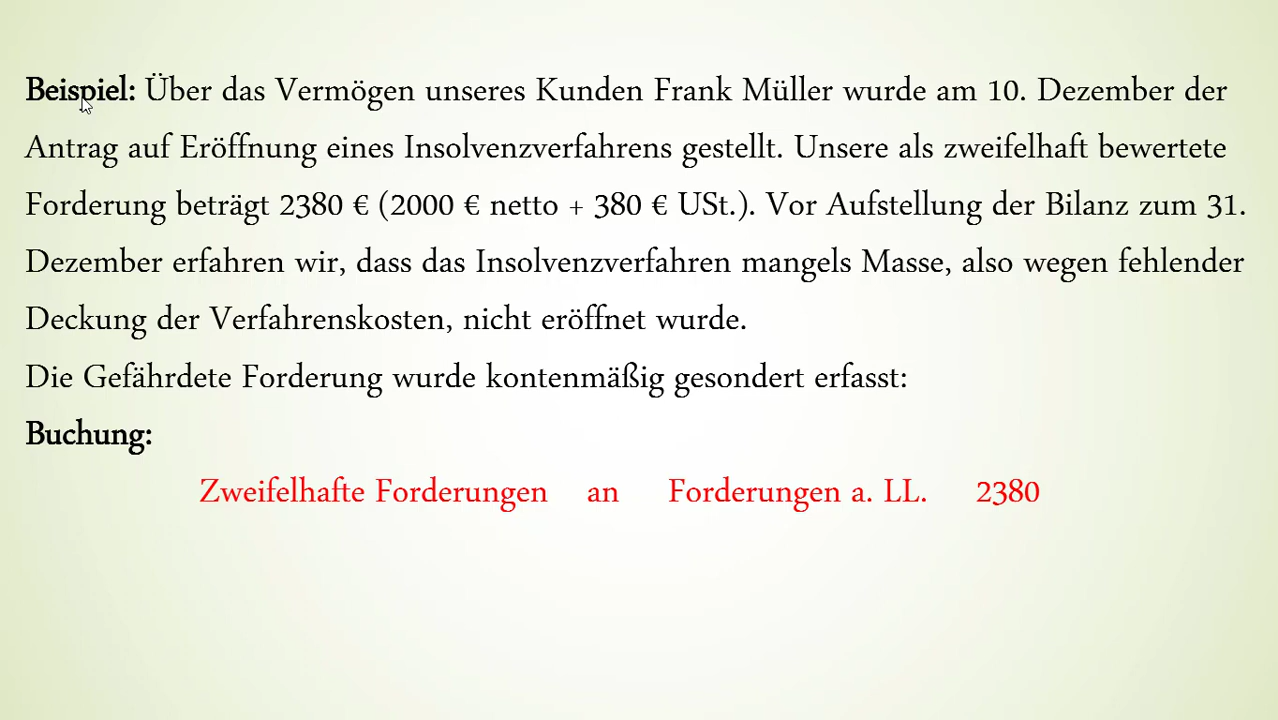 Beispiel: Über das Vermögen unseres Kunden Frank Müller wurde am 10. Dezember der
Antrag auf Eröffnung eines Insolvenzverfahrens gestellt. Unsere als zweifelhaft bewertete
Forderung beträgt 2380 € (2000 € netto + 380 € USt.). Vor Aufstellung der Bilanz zum 31.
Dezember erfahren wir, dass das Insolvenzverfahren mangels Masse, also wegen fehlender
Deckung der Verfahrenskosten, nicht eröffnet wurde.
Die Gefährdete Forderung wurde kontenmäßig gesondert erfasst:
Buchung:
Zweifelhafte Forderungen an Forderungen a. LL. 2380